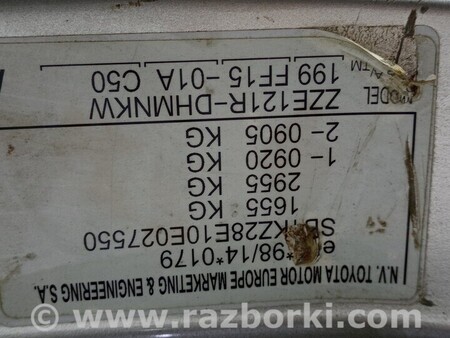 N.V. TOYOTA MOTOR EUROPE MARKETING & ENGINEERING S.A.
*98/14*0179
1655 KG
2955 KG
1- 0920 KG
2- 0905 KG
MODEL ZZE121R-DHMNKW
199 FF15 -01A C50
www.razborki.com